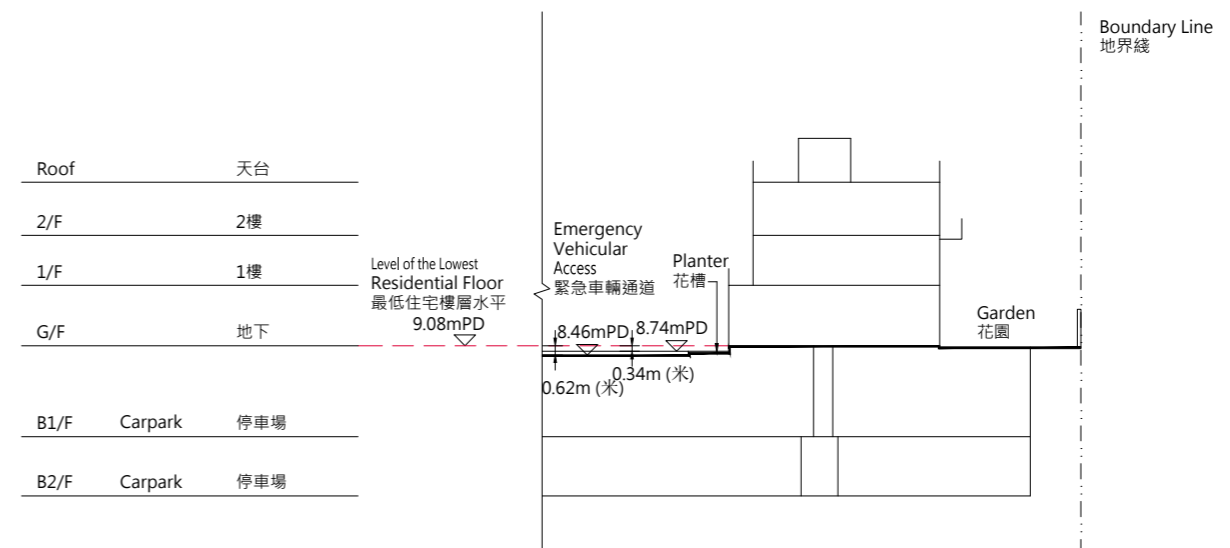 Boundary Line
地界綫
Roof 天台
2/F 2樓
1/F 1樓
G/F 地下
B1/F Carpark 停車場
B2/F Carpark 停車場
Level of the Lowest
Residential Floor
最低住宅樓層水平
9.08mPD
Emergency
Vehicular
Access
緊急車輛通道
Planter
花槽
8.46mPD
8.74mPD
0.62m (米)
0.34m (米)
Garden
花園